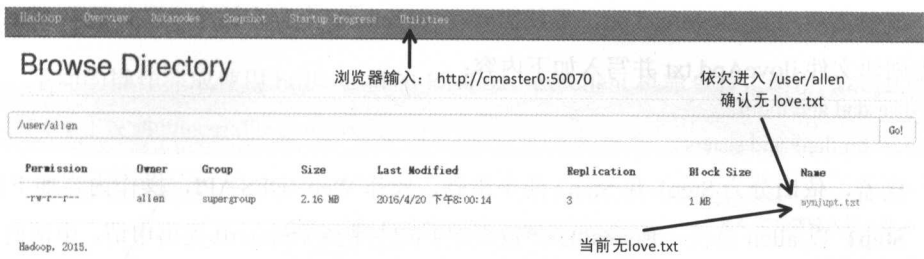 Hadoop Overview Datanodes Snapshot Startup Progress Utilities
Browse Directory
浏览器输入：http://cmaster0:50070
依次进入 /user/allen
确认无 love.txt
/user/allen Go!
Permission Owner Group Size Last Modified Replication Block Size Name
-rw-r--r-- allen supergroup 2.16 MB 2016/4/20 下午8:00:14 3 1 MB mynjupt.txt
当前无love.txt
Hadoop, 2015.